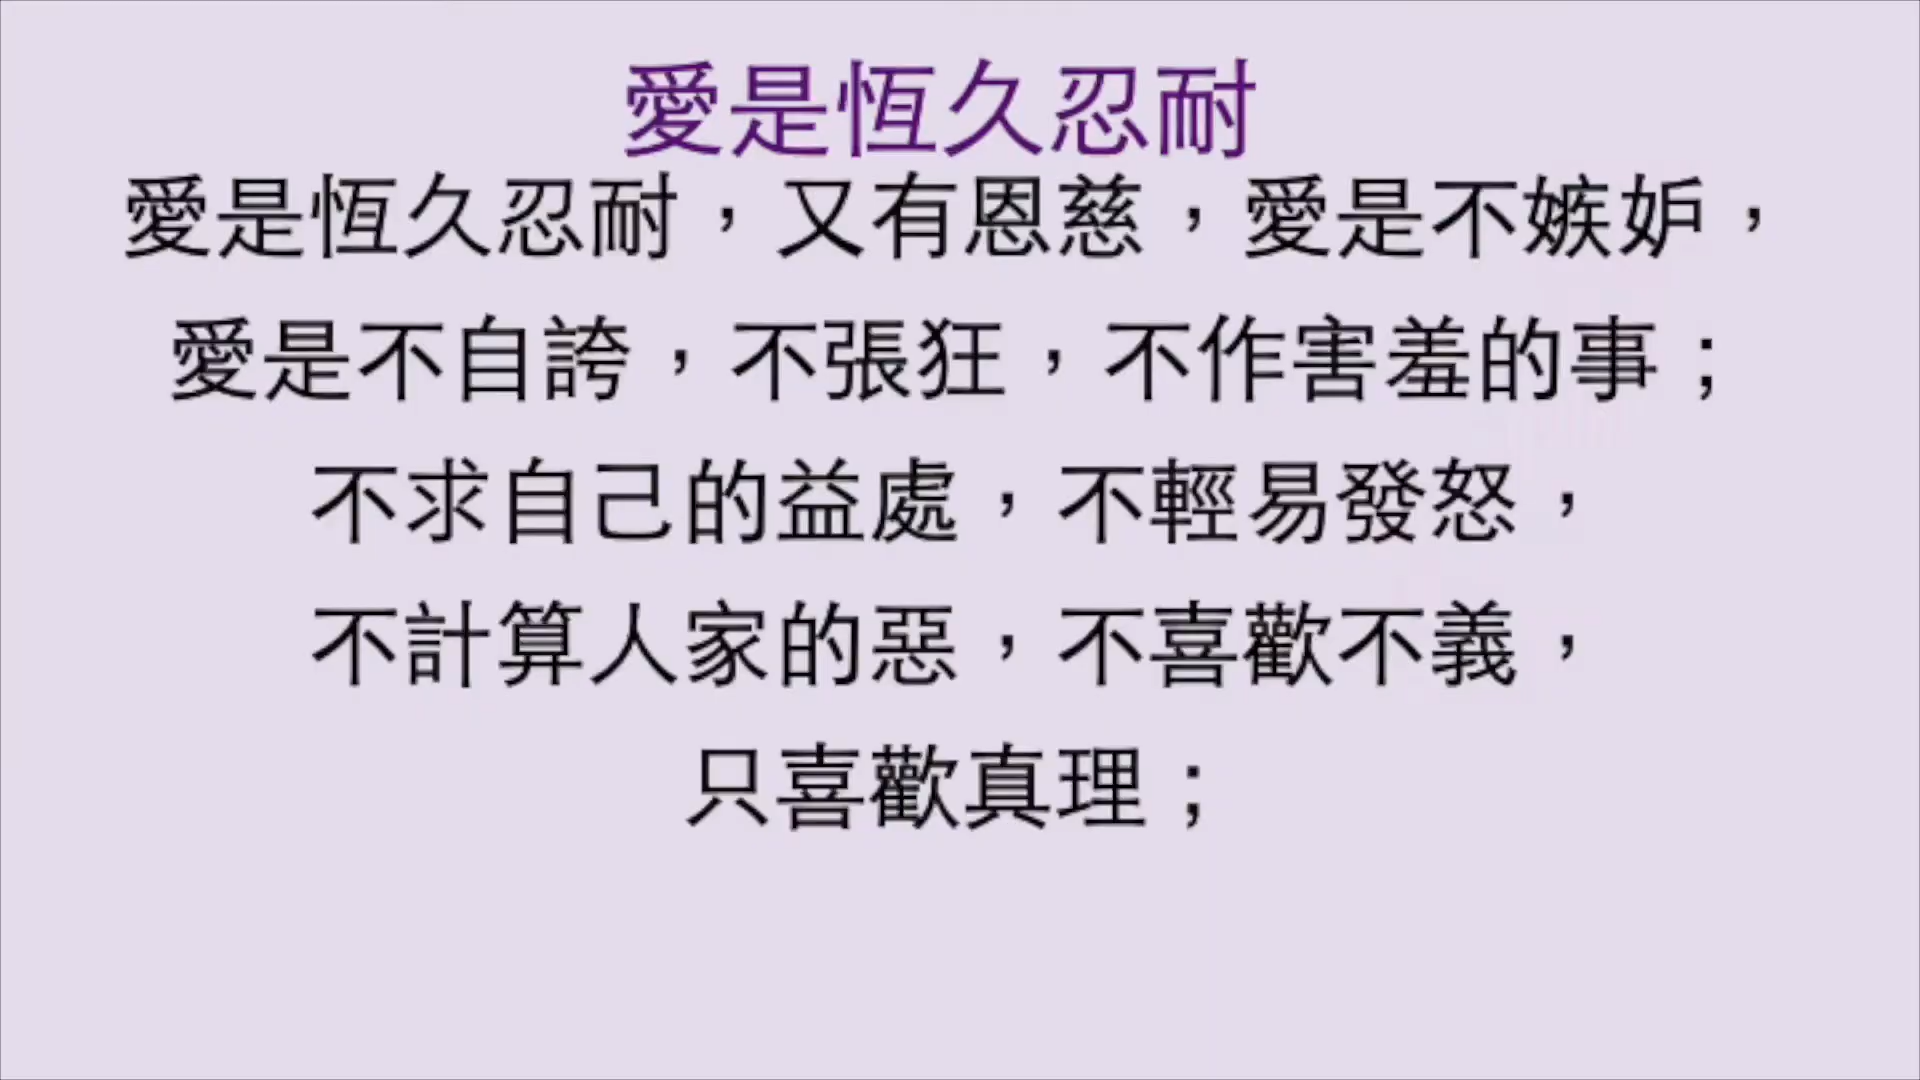 愛是恆久忍耐
愛是恆久忍耐，又有恩慈，愛是不嫉妒，
愛是不自誇，不張狂，不作害羞的事；
不求自己的益處，不輕易發怒，
不計算人家的惡，不喜歡不義，
只喜歡真理；